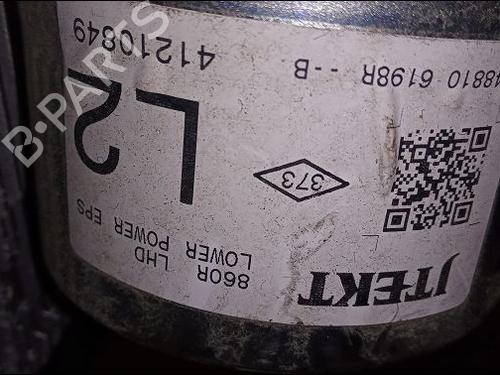 JTEKT
860R LHD
LOWER POWER EPS
373
L2
48810 6198R --B
41210849
B-PARTS